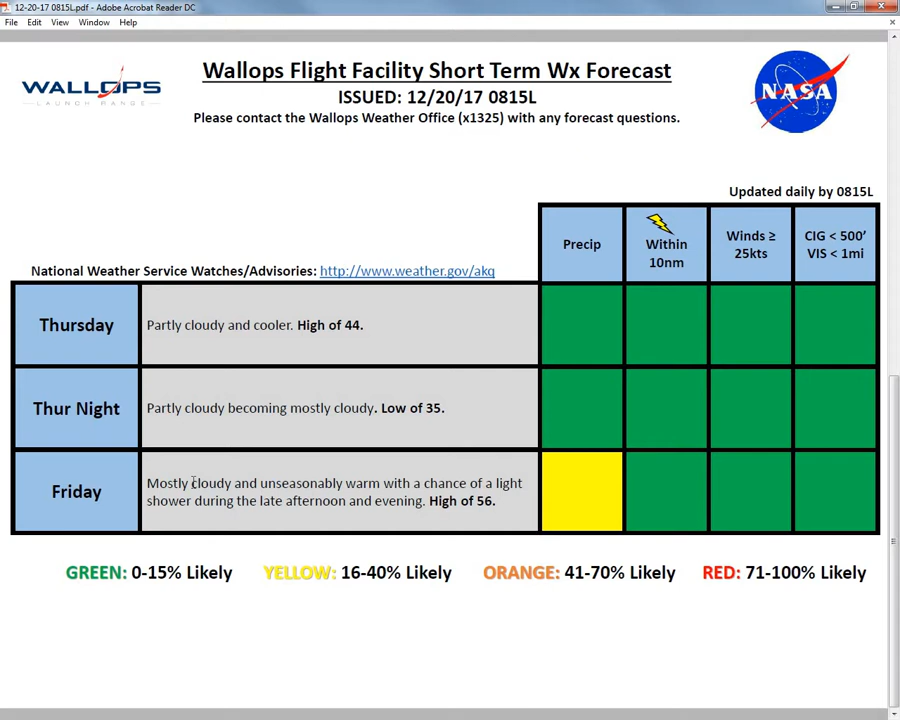 12-20-17 0815L.pdf - Adobe Acrobat Reader DC
File Edit View Window Help
WALLOPS
LAUNCH RANGE
Wallops Flight Facility Short Term Wx Forecast
ISSUED: 12/20/17 0815L
Please contact the Wallops Weather Office (x1325) with any forecast questions.
NASA
Updated daily by 0815L
National Weather Service Watches/Advisories: http://www.weather.gov/akq
Precip
Within
10nm
Winds ≥
25kts
CIG < 500’
VIS < 1mi
Thursday
Partly cloudy and cooler. High of 44.
Thur Night
Partly cloudy becoming mostly cloudy. Low of 35.
Friday
Mostly cloudy and unseasonably warm with a chance of a light
shower during the late afternoon and evening. High of 56.
GREEN: 0-15% Likely YELLOW: 16-40% Likely ORANGE: 41-70% Likely RED: 71-100% Likely